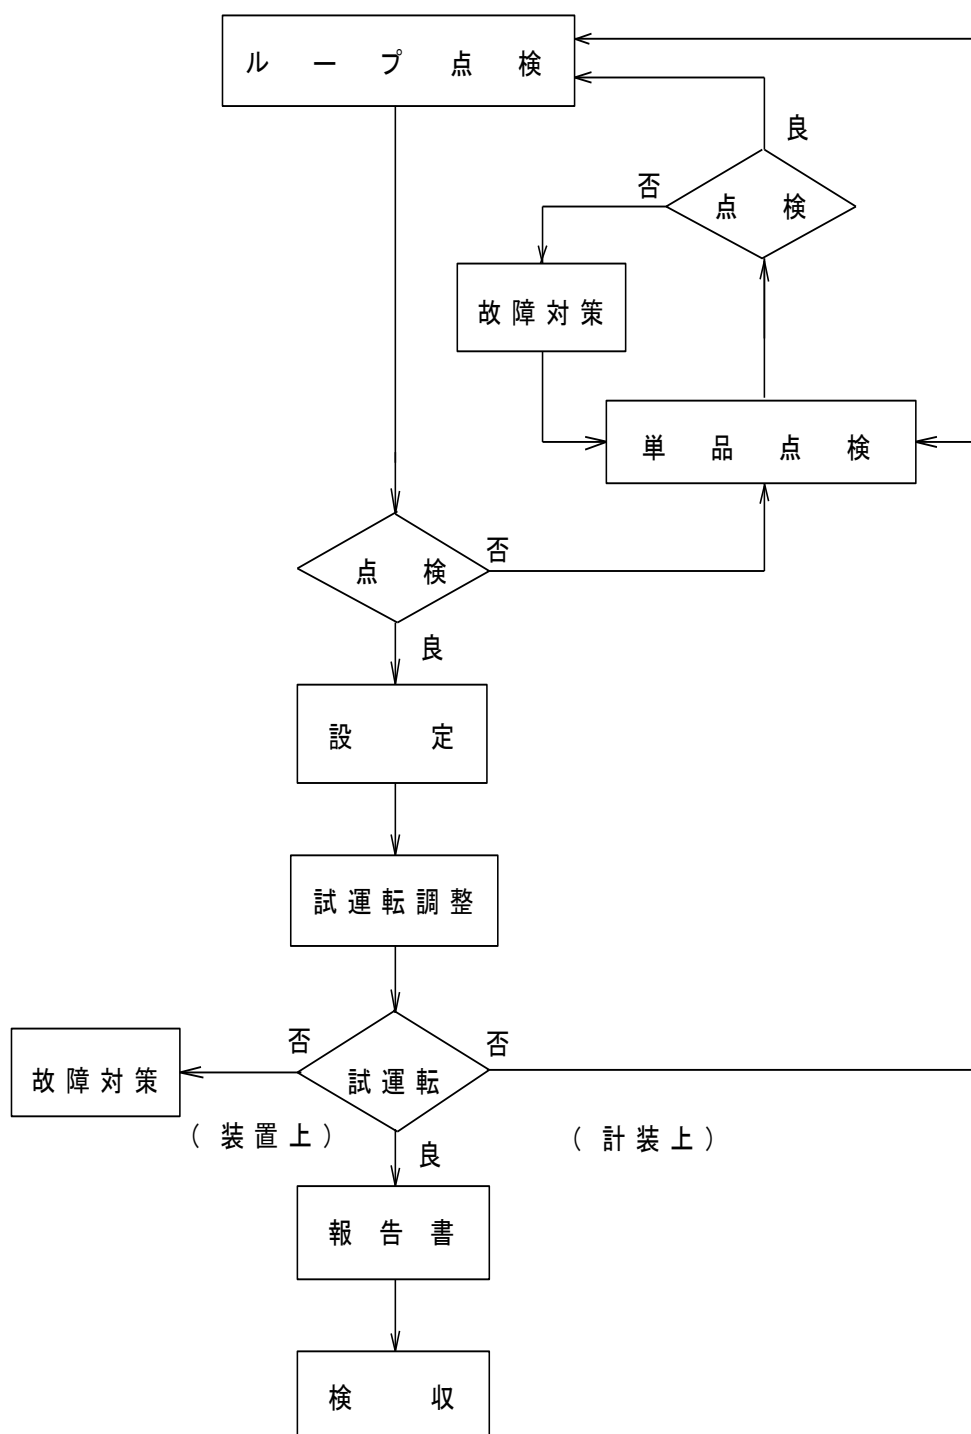 ループ点検
良
否
点検
故障対策
単品点検
否
点検
良
設定
試運転調整
否
否
故障対策
試運転
(装置上)
(計装上)
良
報告書
検収